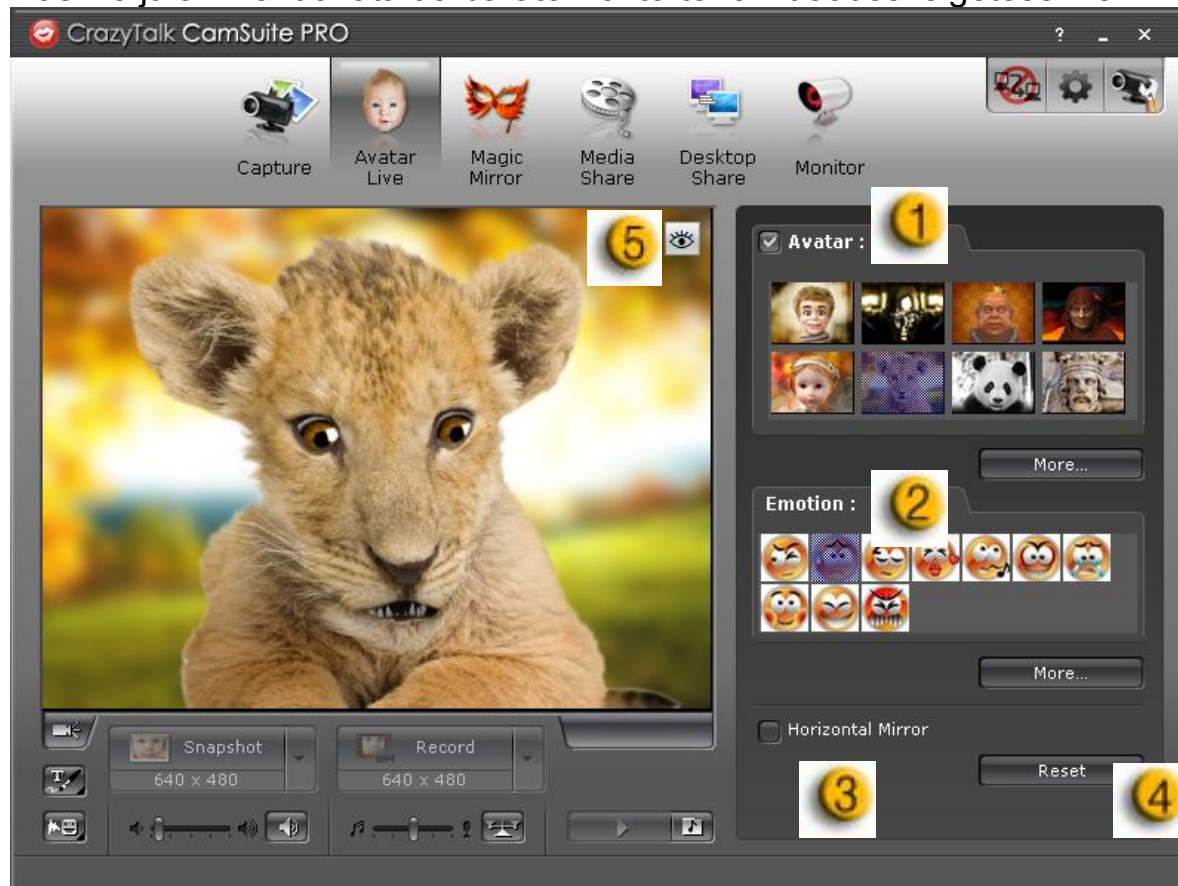 CrazyTalk CamSuite PRO
? _ x
Capture
Avatar
Live
Magic
Mirror
Media
Share
Desktop
Share
Monitor
5
1
Avatar :
More...
2
Emotion :
More...
Horizontal Mirror
Snapshot
640 x 480
Record
640 x 480
Reset
3
4